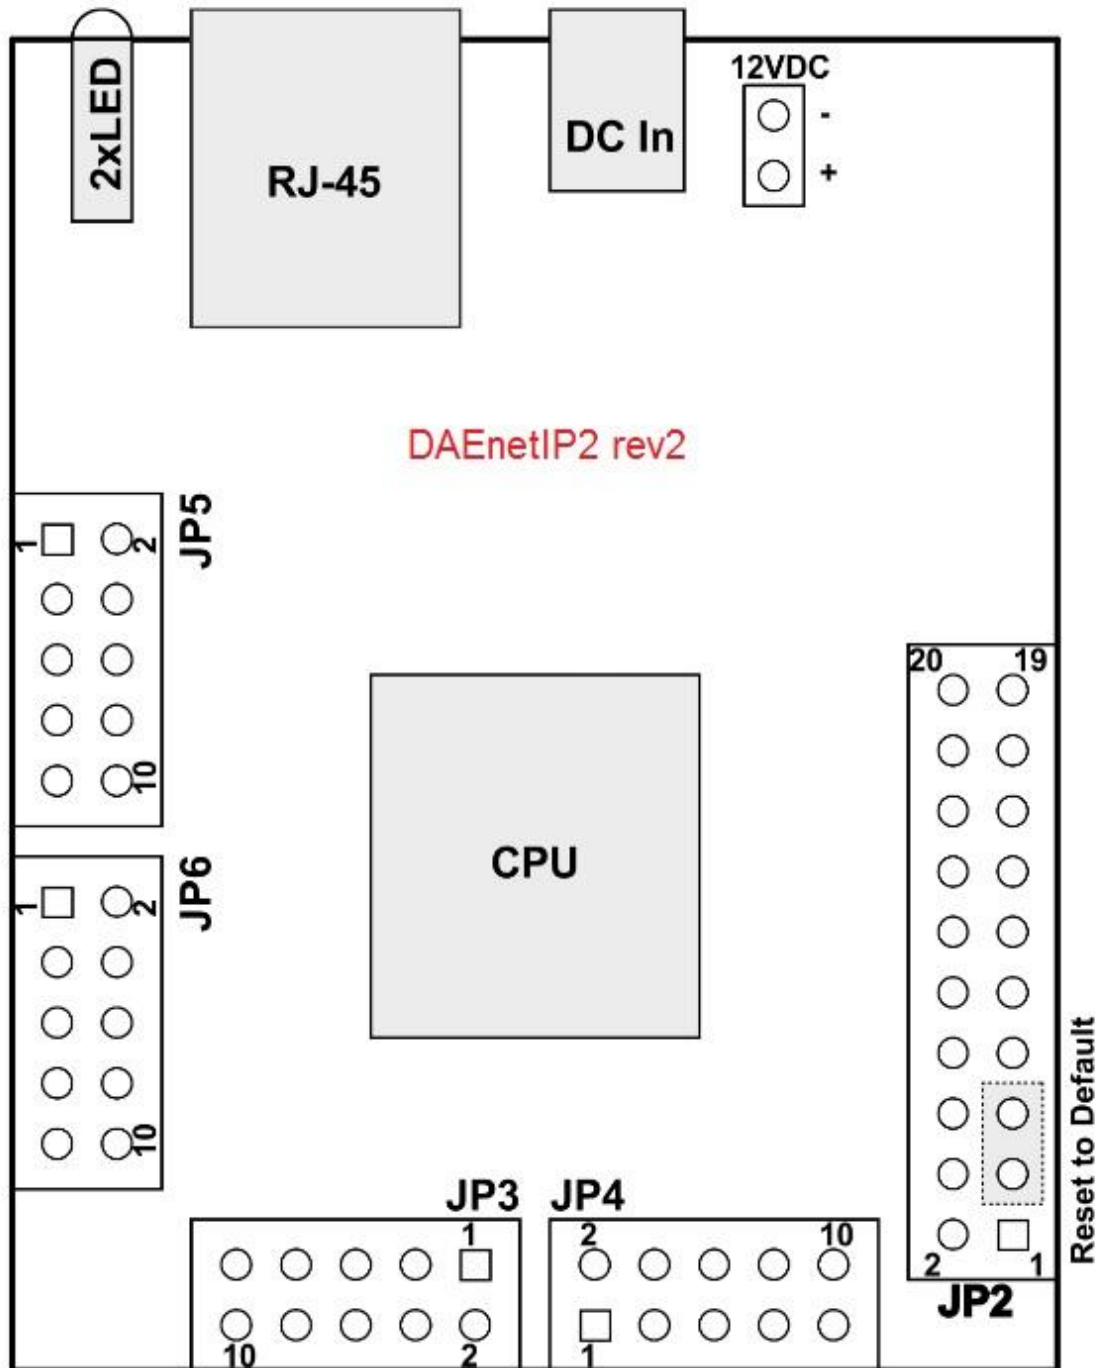 2xLED
RJ-45
DC In
12VDC
-
+
DAEnetIP2 rev2
JP5
1
2
10
JP6
1
2
10
CPU
20
19
Reset to Default
2
1
JP2
JP3
1
10
2
JP4
2
10
1